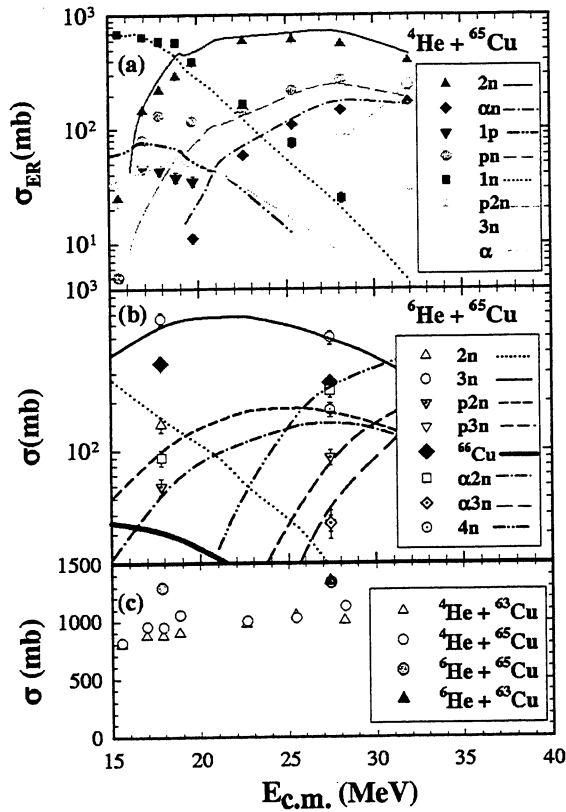 10³
⁴He + ⁶⁵Cu
(a)
2n
αn
10²
1p
σER(mb)
pn
1n
p2n
10¹
3n
α
10³
(b)
⁶He + ⁶⁵Cu
2n
3n
σ(mb)
p2n
p3n
10²
⁶⁶Cu
α2n
α3n
4n
1500
(c)
⁴He + ⁶³Cu
1000
⁴He + ⁶⁵Cu
σ (mb)
⁶He + ⁶⁵Cu
500
⁶He + ⁶³Cu
0
15 20 25 30 35 40
Ec.m. (MeV)